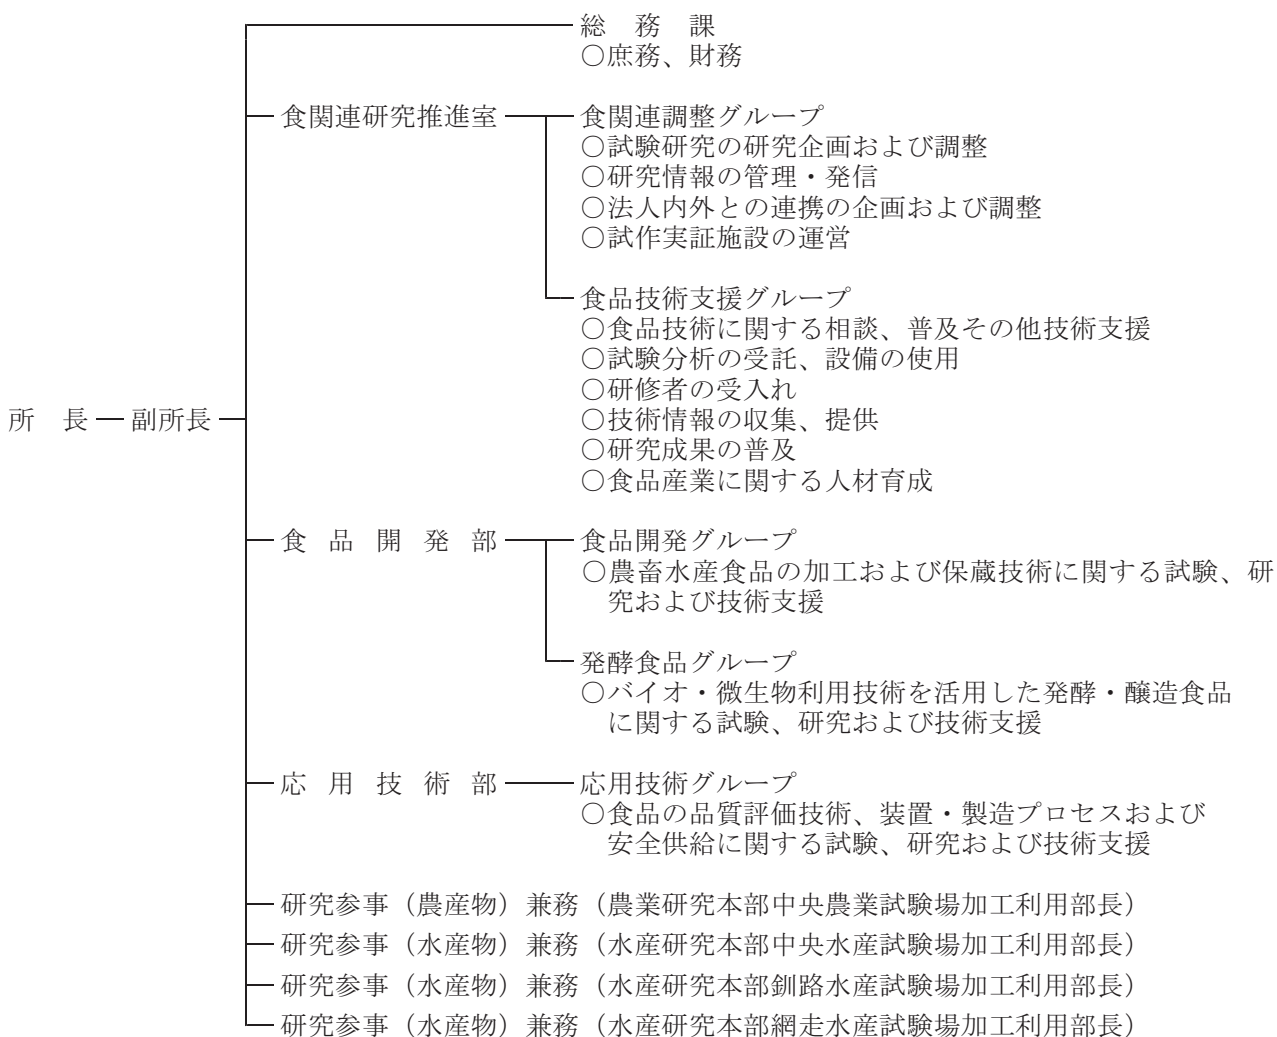 総　務　課
○庶務、財務
食関連研究推進室
食関連調整グループ
○試験研究の研究企画および調整
○研究情報の管理・発信
○法人内外との連携の企画および調整
○試作実証施設の運営
食品技術支援グループ
○食品技術に関する相談、普及その他技術支援
○試験分析の受託、設備の使用
○研修者の受入れ
所　長
副所長
○技術情報の収集、提供
○研究成果の普及
○食品産業に関する人材育成
食　品　開　発　部
食品開発グループ
○農畜水産食品の加工および保蔵技術に関する試験、研
究および技術支援
発酵食品グループ
○バイオ・微生物利用技術を活用した発酵・醸造食品
に関する試験、研究および技術支援
応　用　技　術　部
応用技術グループ
○食品の品質評価技術、装置・製造プロセスおよび
安全供給に関する試験、研究および技術支援
研究参事（農産物）兼務（農業研究本部中央農業試験場加工利用部長）
研究参事（水産物）兼務（水産研究本部中央水産試験場加工利用部長）
研究参事（水産物）兼務（水産研究本部釧路水産試験場加工利用部長）
研究参事（水産物）兼務（水産研究本部網走水産試験場加工利用部長）